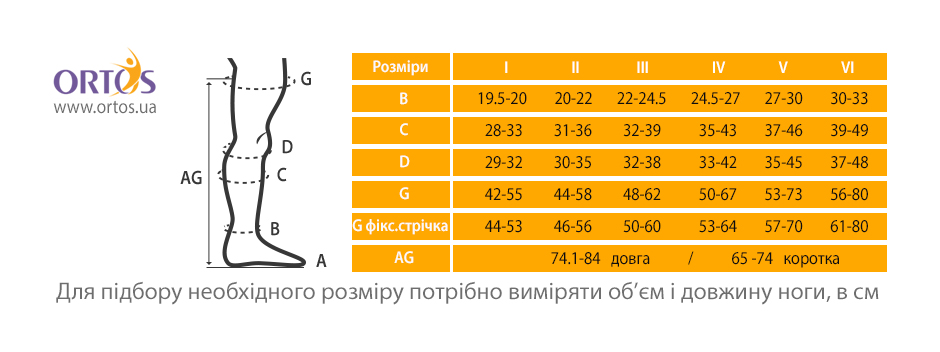 ORTOS
www.ortos.ua
G
D
C
AG
B
A
Розміри I II III IV V VI
B 19.5-20 20-22 22-24.5 24.5-27 27-30 30-33
C 28-33 31-36 32-39 35-43 37-46 39-49
D 29-32 30-35 32-38 33-42 35-45 37-48
G 42-55 44-58 48-62 50-67 53-73 56-80
G фікс.стрічка 44-53 46-56 50-60 53-64 57-70 61-80
AG 74.1-84 довга / 65 -74 коротка
Для підбору необхідного розміру потрібно виміряти об’єм і довжину ноги, в см